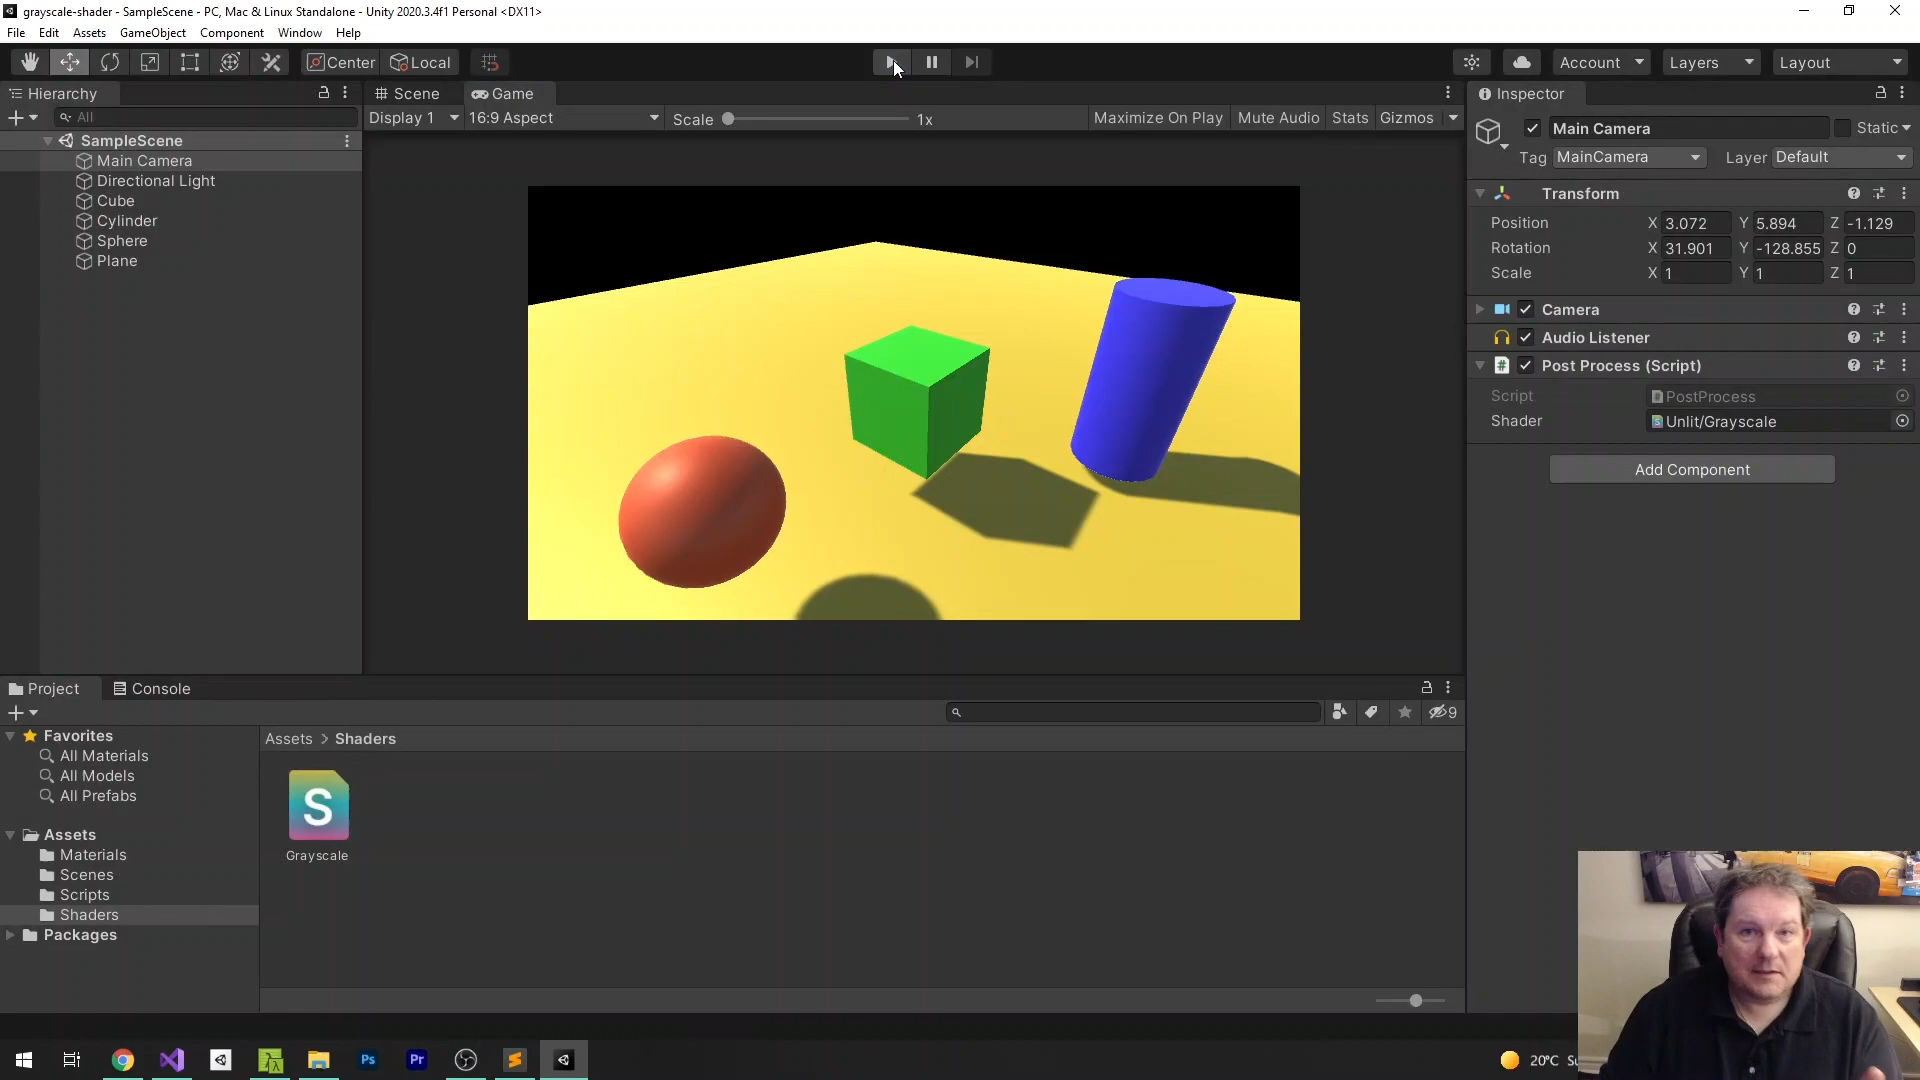 grayscale-shader - SampleScene - PC, Mac & Linux Standalone - Unity 2020.3.4f1 Personal <DX11>
File Edit Assets GameObject Component Window Help
Center Local Account Layers Layout
Hierarchy
All
SampleScene
Main Camera
Directional Light
Cube
Cylinder
Sphere
Plane
Scene Game
Display 1 16:9 Aspect Scale 1x Maximize On Play Mute Audio Stats Gizmos
Inspector
Main Camera Static
Tag MainCamera Layer Default
Transform
Position X 3.072 Y 5.894 Z -1.129
Rotation X 31.901 Y -128.855 Z 0
Scale X 1 Y 1 Z 1
Camera
Audio Listener
# Post Process (Script)
Script PostProcess
Shader Unlit/Grayscale
Add Component
Project Console
9
Favorites
All Materials
All Models
All Prefabs
Assets
Materials
Scenes
Scripts
Shaders
Packages
Assets > Shaders
S
Grayscale
Ps Pr
20°C